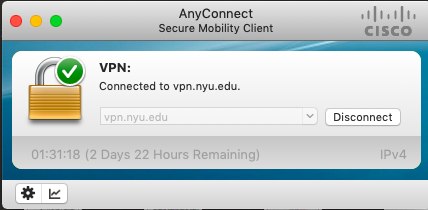 AnyConnect
Secure Mobility Client
CISCO
VPN:
Connected to vpn.nyu.edu.
vpn.nyu.edu
Disconnect
01:31:18 (2 Days 22 Hours Remaining)
IPv4